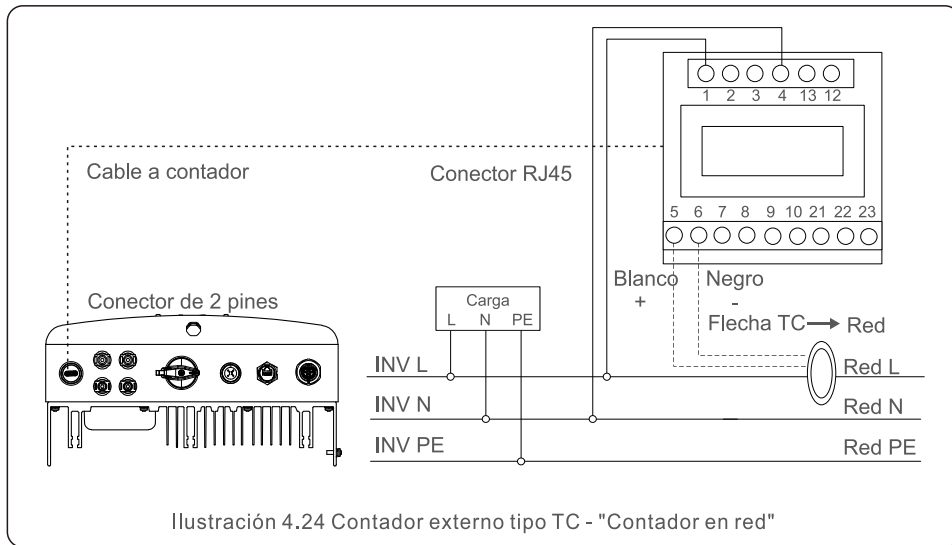 1 2 3 4 13 12
Cable a contador
Conector RJ45
5 6 7 8 9 10 21 22 23
Blanco Negro
+ -
Conector de 2 pines
Carga
L N PE
Flecha TC → Red
INV L
Red L
INV N
Red N
INV PE
Red PE
Ilustración 4.24 Contador externo tipo TC - "Contador en red"